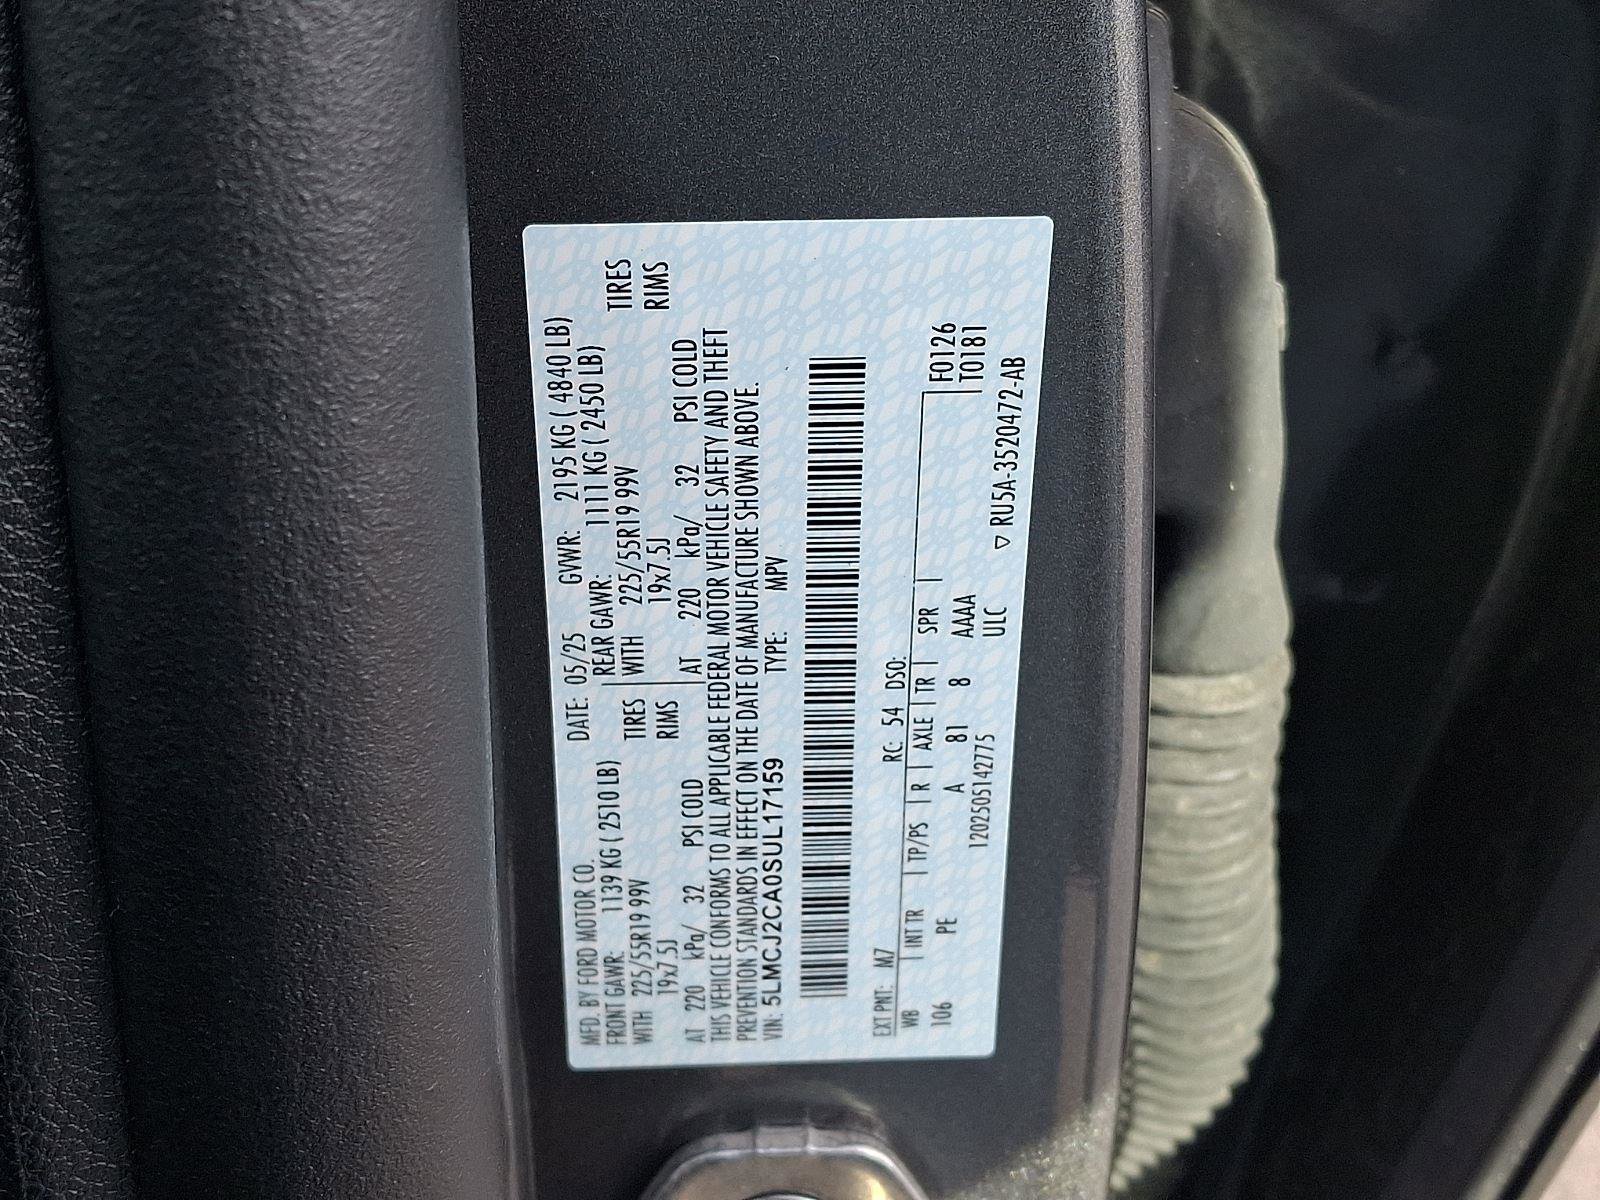 MFD. BY FORD MOTOR CO. DATE: 05/25 GVWR: 2195 KG ( 4840 LB)
FRONT GAWR: 1139 KG ( 2510 LB) REAR GAWR: 1111 KG ( 2450 LB)
WITH 225/55R19 99V TIRES WITH 225/55R19 99V TIRES
19x7.5J RIMS 19x7.5J RIMS
AT 220 kPa/ 32 PSI COLD AT 220 kPa/ 32 PSI COLD
THIS VEHICLE CONFORMS TO ALL APPLICABLE FEDERAL MOTOR VEHICLE SAFETY AND THEFT
PREVENTION STANDARDS IN EFFECT ON THE DATE OF MANUFACTURE SHOWN ABOVE.
VIN: 5LMCJ2CA0SUL17159 TYPE: MPV
EXT PNT: M7 RC: 54 DSO:
WB | INT TR | TP/PS | R | AXLE | TR | SPR | F0126
106 PE A 81 8 AAAA T0181
1202505142775 ULC
▽ RU5A-3520472-AB